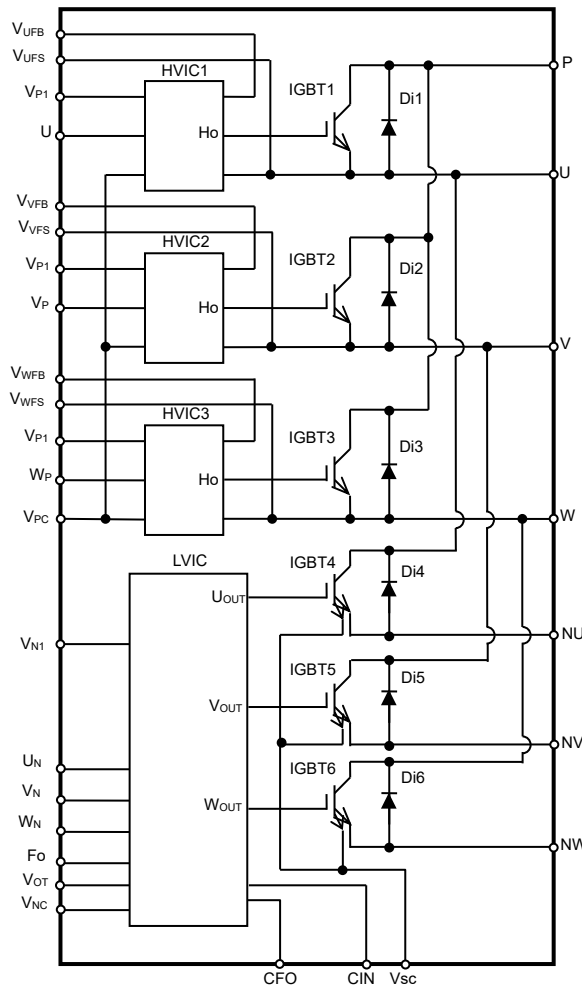 VUFB
VUFS
HVIC1
P
IGBT1
Di1
VP1
U
Ho
U
VVFB
VVFS
HVIC2
IGBT2
Di2
VP1
VP
Ho
V
VWFB
VWFS
HVIC3
IGBT3
Di3
VP1
WP
Ho
VPC
W
LVIC
IGBT4
Di4
UOUT
NU
VN1
IGBT5
Di5
VOUT
NV
UN
VN
IGBT6
Di6
WOUT
WN
NW
Fo
VOT
VNC
CFO
CIN
Vsc